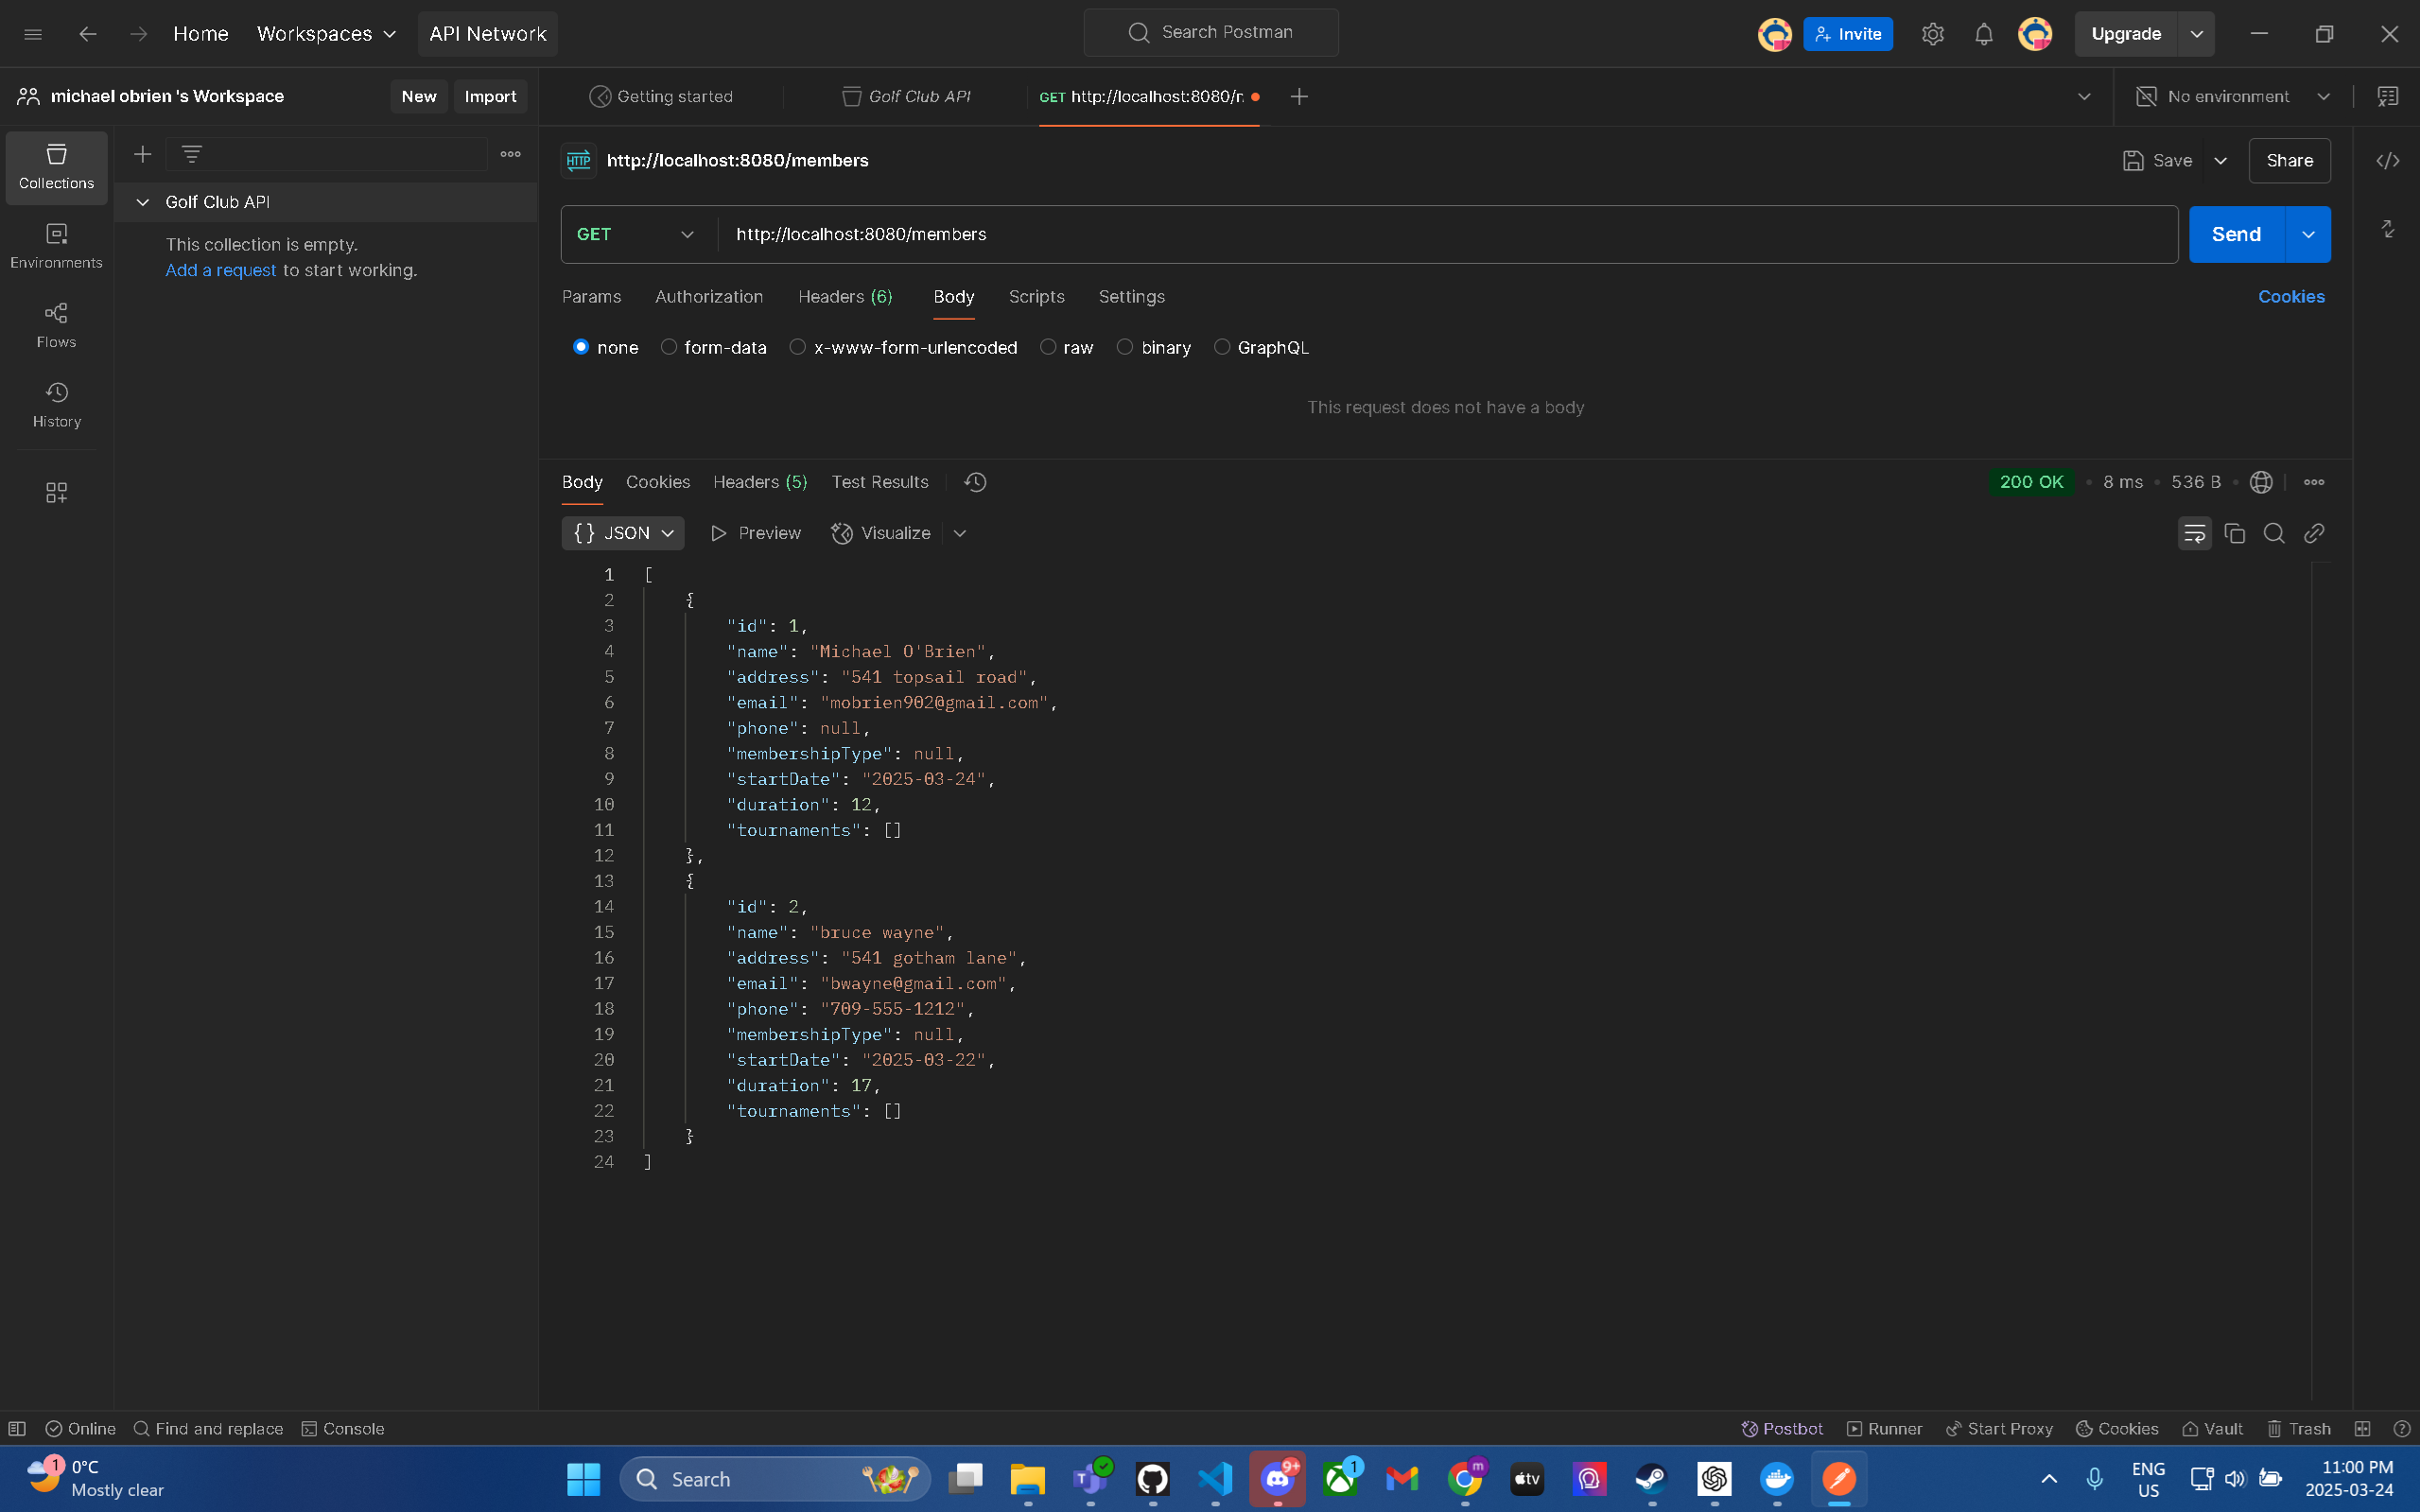 Home Workspaces API Network Search Postman Invite Upgrade
michael obrien 's Workspace New Import Getting started Golf Club API GET http://localhost:8080/r. No environment
Collections
Golf Club API
This collection is empty.
Add a request to start working.
Environments
Flows
History
HTTP http://localhost:8080/members Save Share
GET http://localhost:8080/members Send
Params Authorization Headers (6) Body Scripts Settings Cookies
none form-data x-www-form-urlencoded raw binary GraphQL
This request does not have a body
Body Cookies Headers (5) Test Results 200 OK • 8 ms • 536 B •
{} JSON Preview Visualize
1 [
2 {
3 "id": 1,
4 "name": "Michael O'Brien",
5 "address": "541 topsail road",
6 "email": "mobrien902@gmail.com",
7 "phone": null,
8 "membershipType": null,
9 "startDate": "2025-03-24",
10 "duration": 12,
11 "tournaments": []
12 },
13 {
14 "id": 2,
15 "name": "bruce wayne",
16 "address": "541 gotham lane",
17 "email": "bwayne@gmail.com",
18 "phone": "709-555-1212",
19 "membershipType": null,
20 "startDate": "2025-03-22",
21 "duration": 17,
22 "tournaments": []
23 }
24 ]
Online Find and replace Console Postbot Runner Start Proxy Cookies Vault Trash
1 0°C
Mostly clear
Search
9+ 1 m tv
ENG
US
11:00 PM
2025-03-24